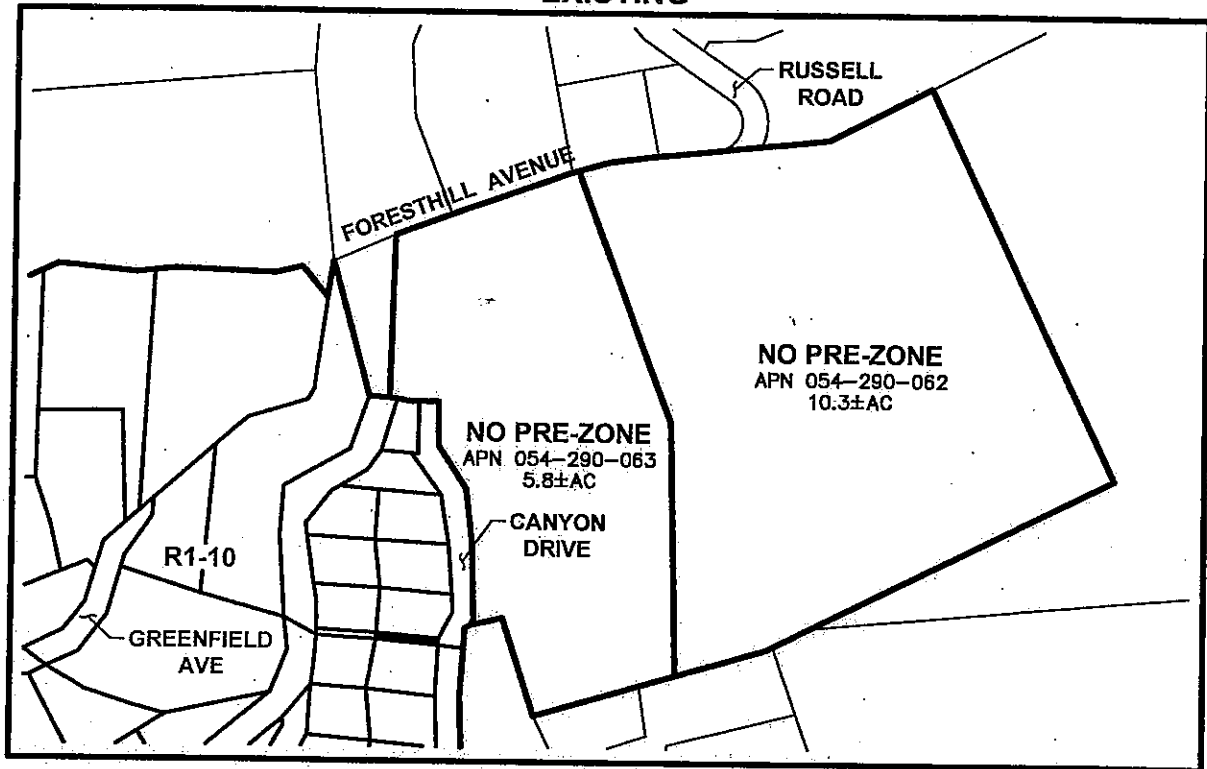 EXISTING
RUSSELL
ROAD
FORESTHILL AVENUE
NO PRE-ZONE
APN 054-290-062
10.3±AC
NO PRE-ZONE
APN 054-290-063
5.8±AC
CANYON
DRIVE
R1-10
GREENFIELD
AVE